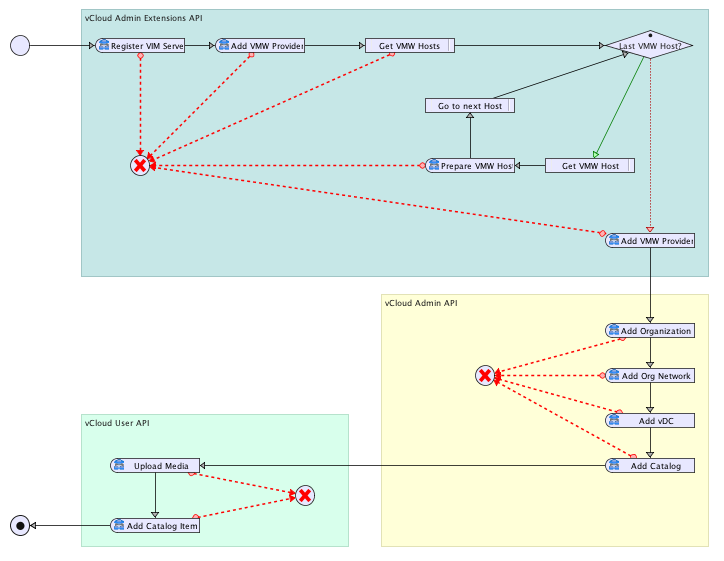 vCloud Admin Extensions API
Register VIM Serve
Add VMW Provider
Get VMW Hosts
Last VMW Host?
Go to next Host
Prepare VMW Hos
Get VMW Host
Add VMW Provider
vCloud Admin API
Add Organization
Add Org Network
Add vDC
Add Catalog
vCloud User API
Upload Media
Add Catalog Item